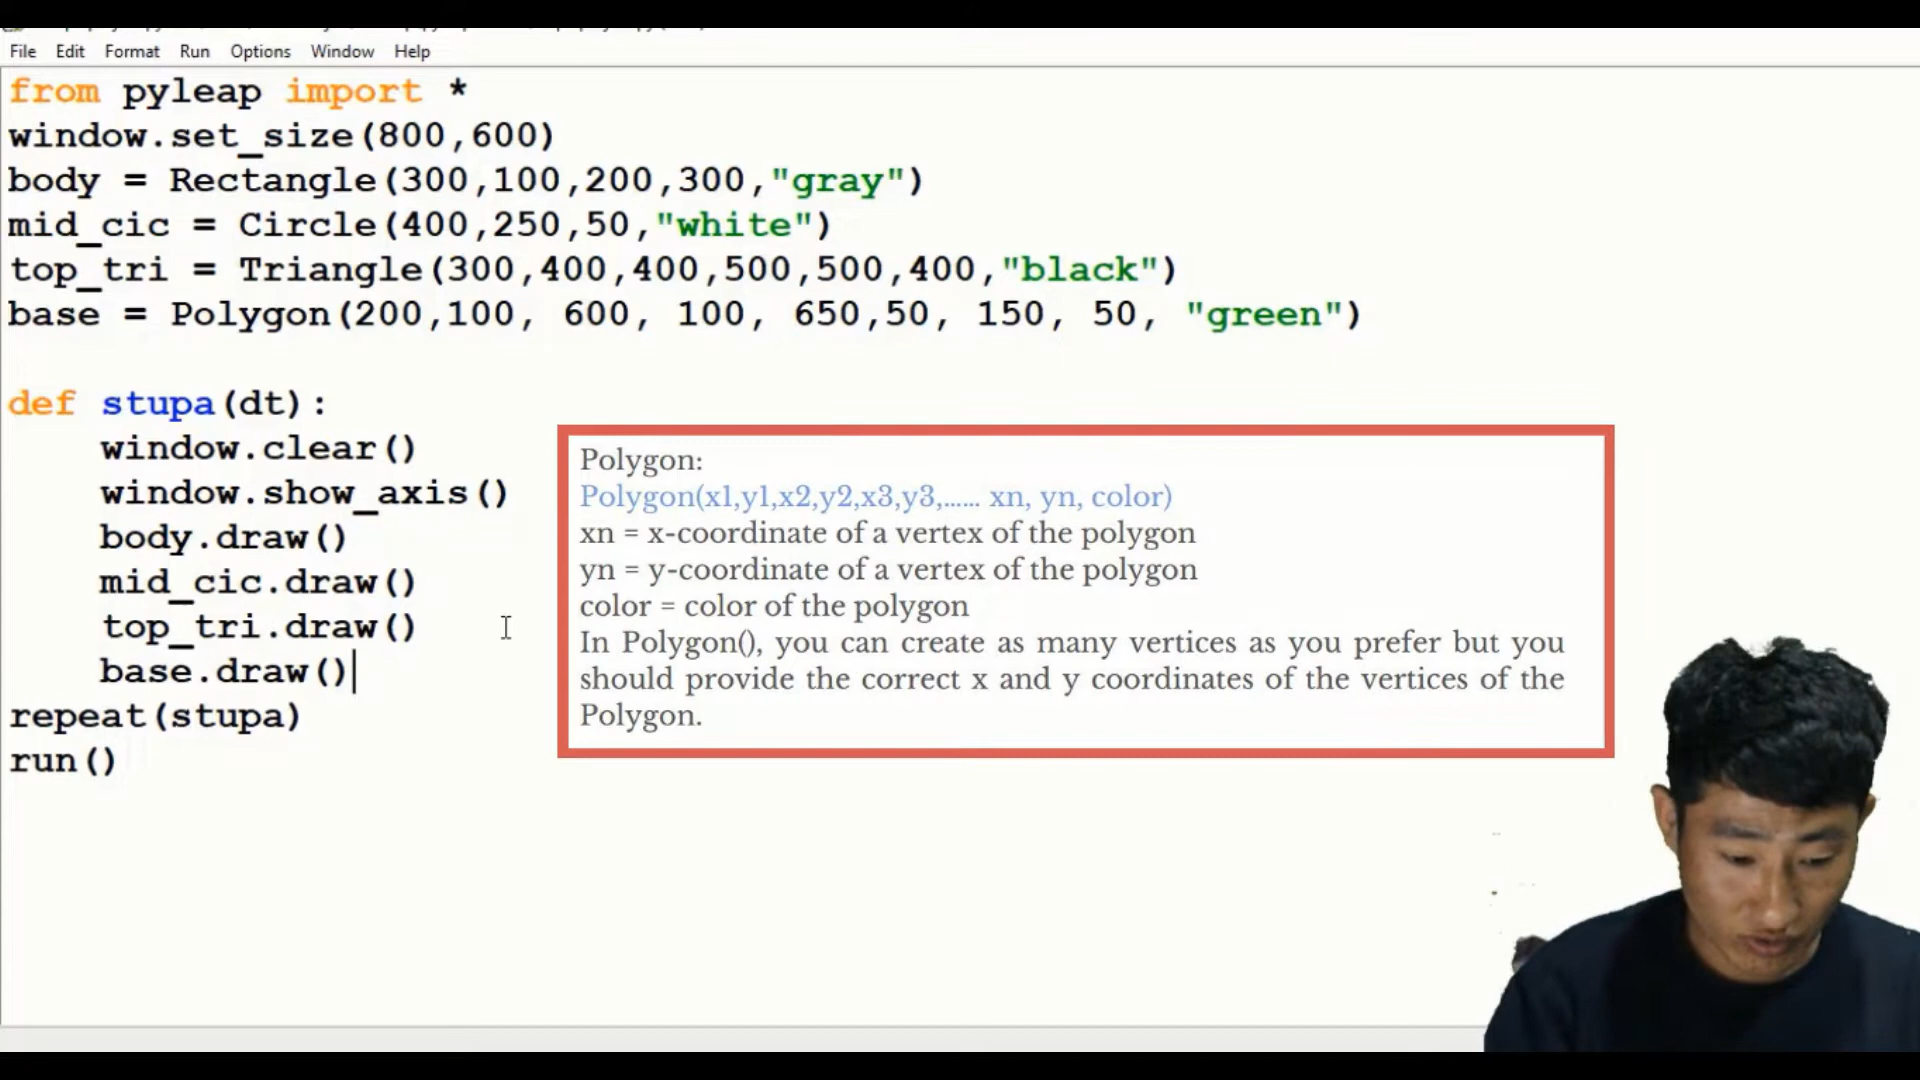 File Edit Format Run Options Window Help
from pyleap import *
window.set_size(800,600)
body = Rectangle(300,100,200,300,"gray")
mid_cic = Circle(400,250,50,"white")
top_tri = Triangle(300,400,400,500,500,400,"black")
base = Polygon(200,100, 600, 100, 650,50, 150, 50, "green")
def stupa(dt):
window.clear()
window.show_axis()
body.draw()
mid_cic.draw()
top_tri.draw()
base.draw()
repeat(stupa)
run()
Polygon:
Polygon(x1,y1,x2,y2,x3,y3,...... xn, yn, color)
xn = x-coordinate of a vertex of the polygon
yn = y-coordinate of a vertex of the polygon
color = color of the polygon
In Polygon(), you can create as many vertices as you prefer but you
should provide the correct x and y coordinates of the vertices of the
Polygon.